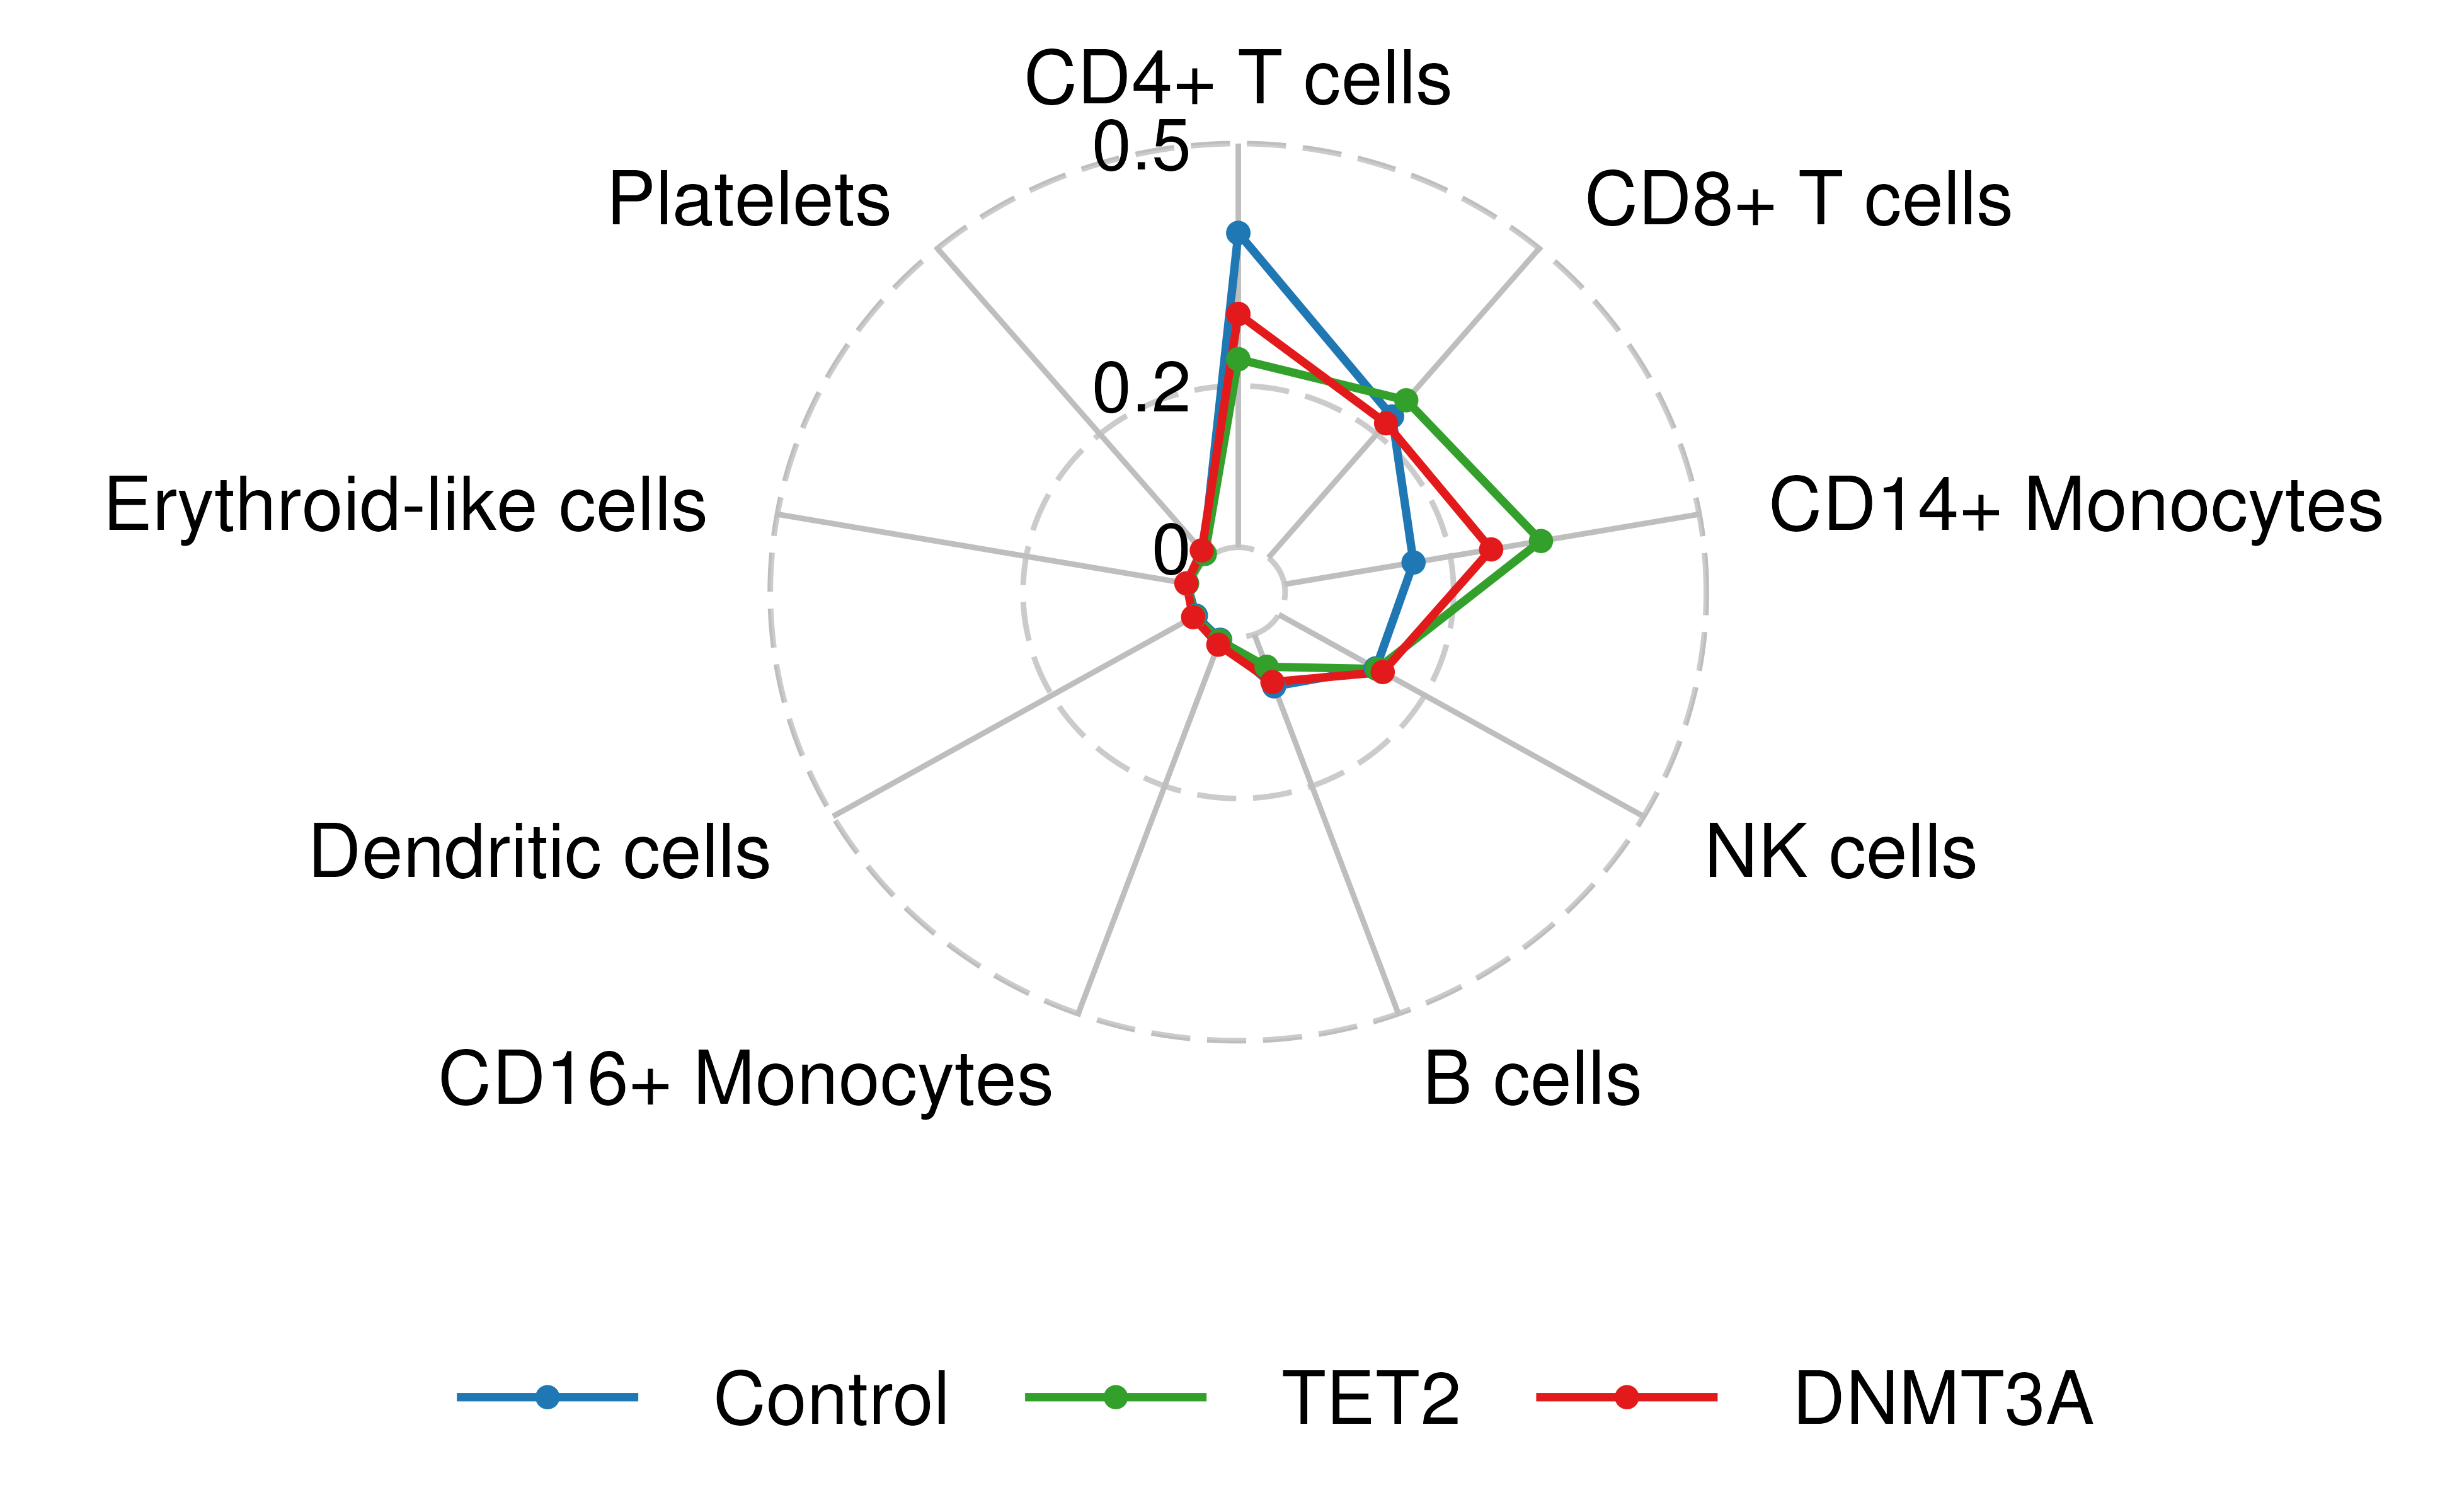 CD4+ T cells
0.5
Platelets
CD8+ T cells
0.2
Erythroid-like cells
0
CD14+ Monocytes
Dendritic cells
NK cells
CD16+ Monocytes
B cells
Control
TET2
DNMT3A